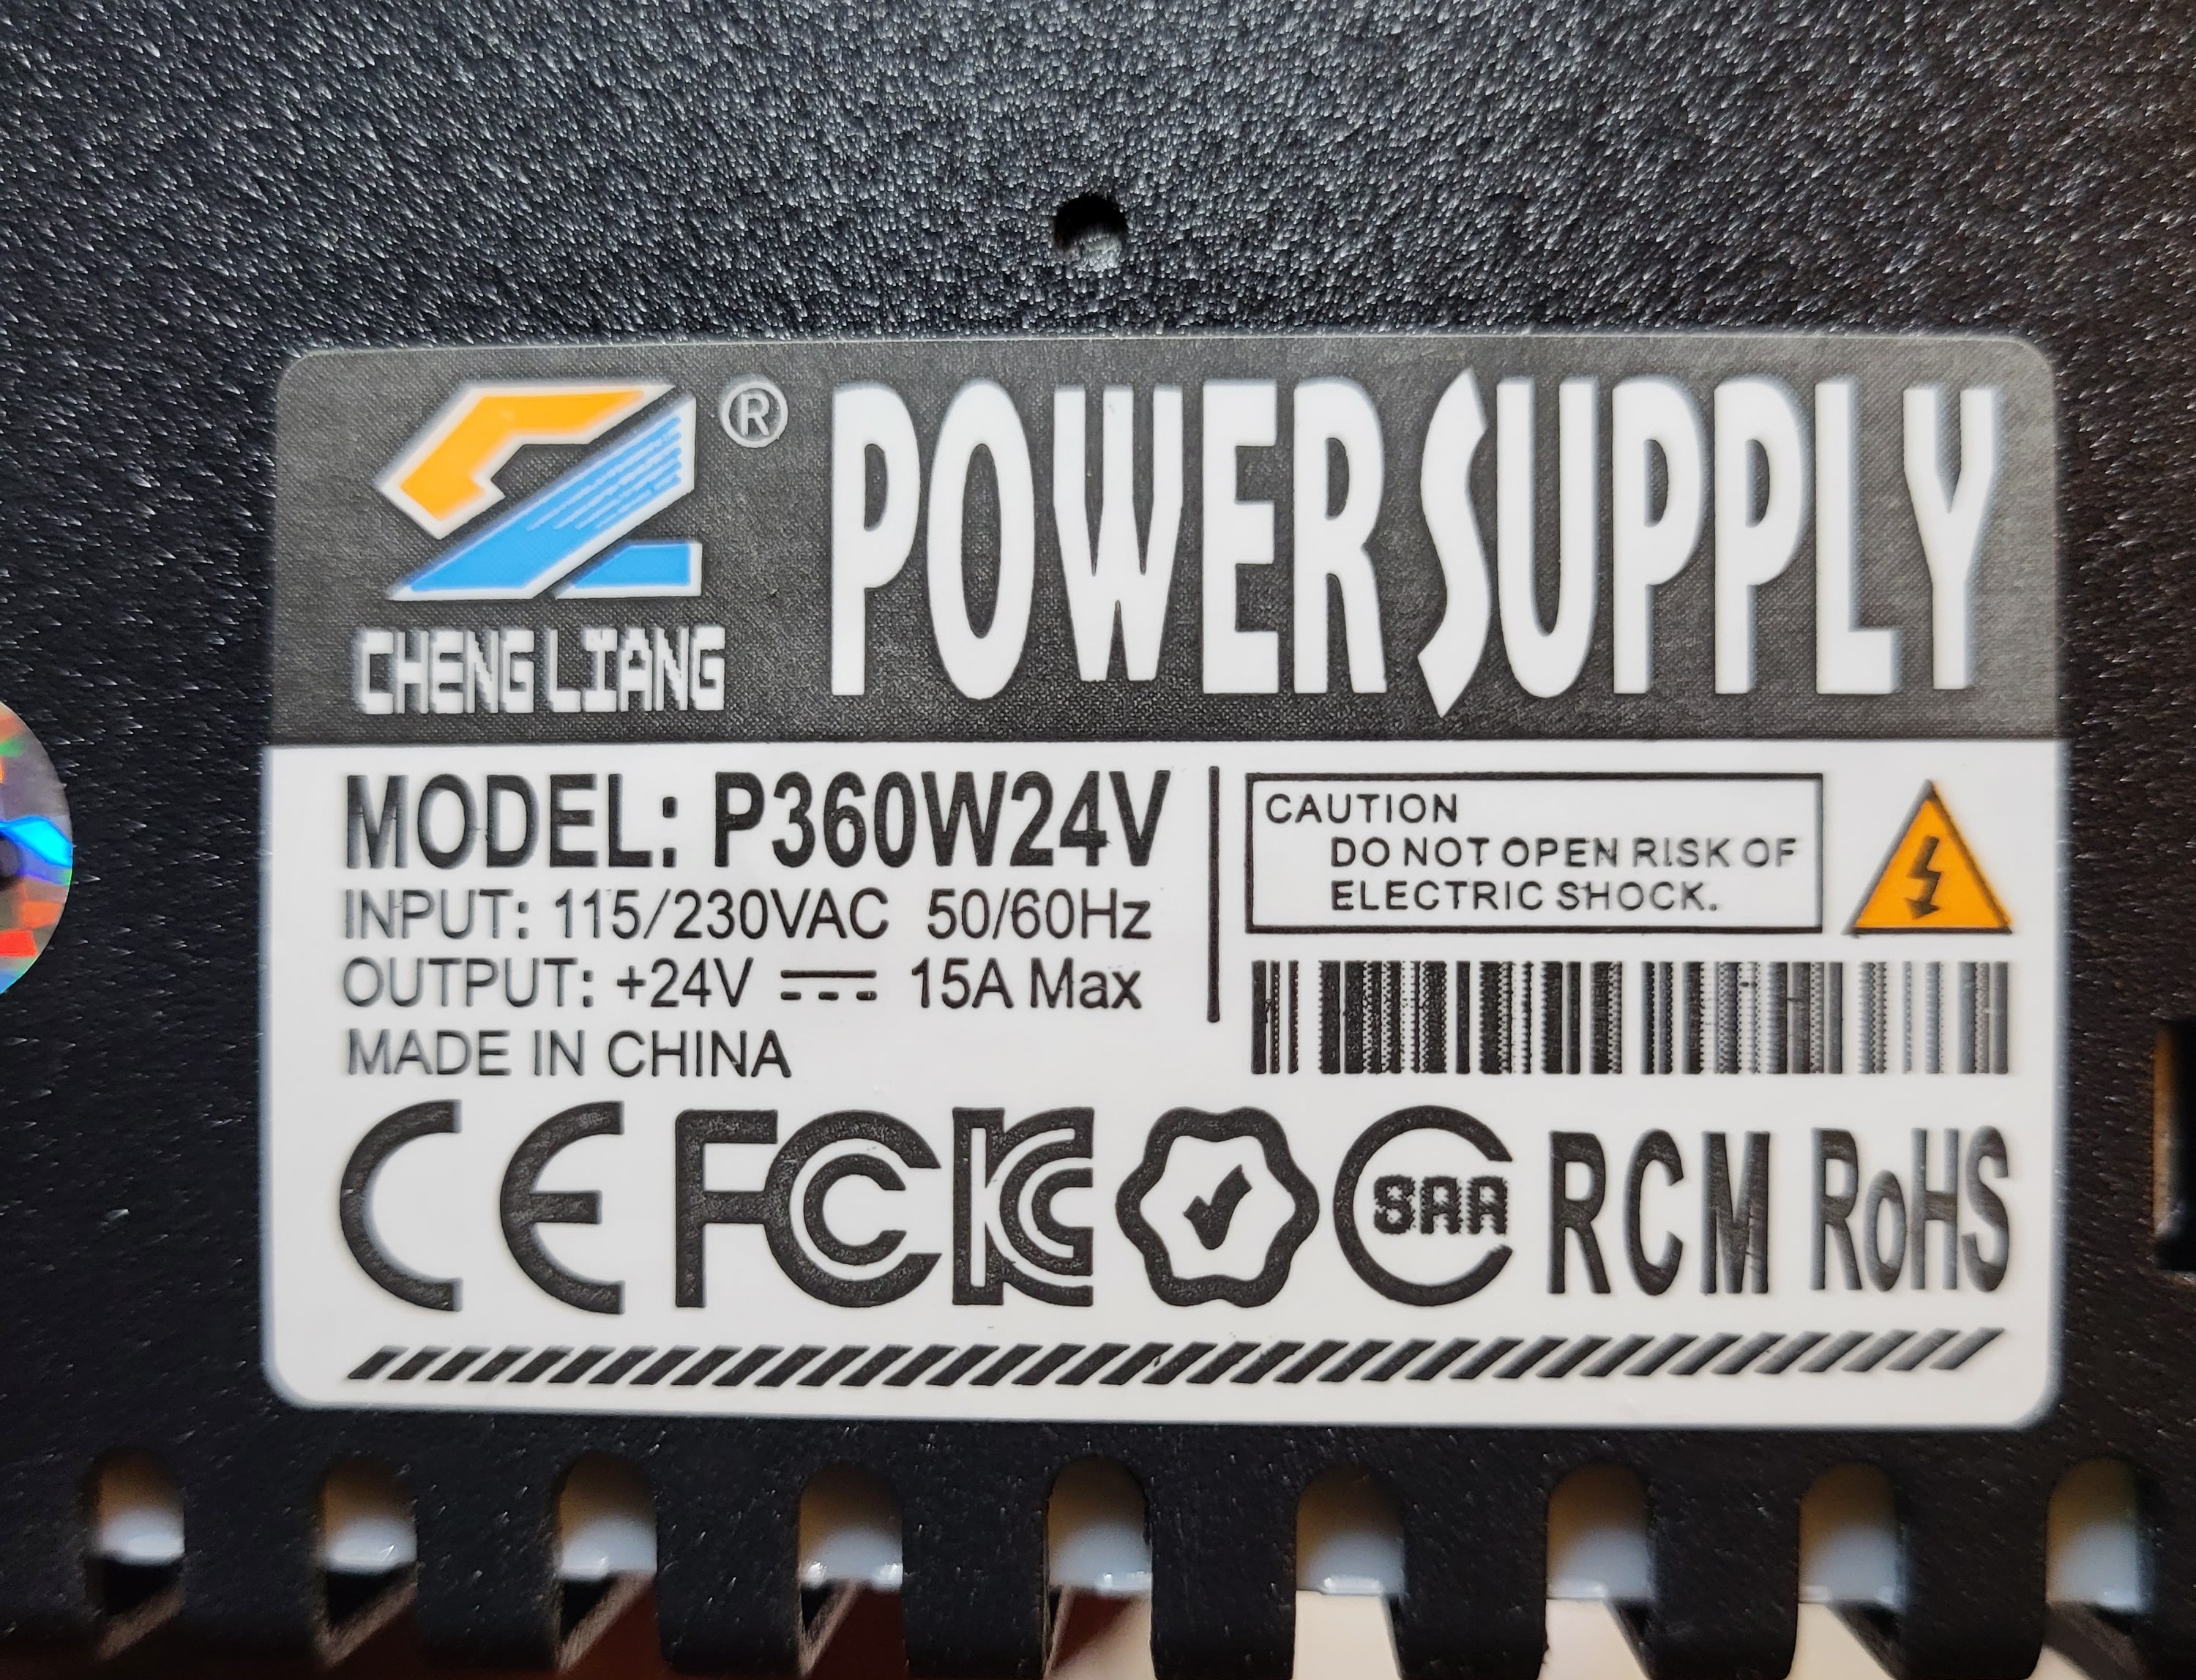 ®
CHENG LIANG
POWER SUPPLY
MODEL: P360W24V
INPUT: 115/230VAC 50/60Hz
OUTPUT: +24V ⎓ 15A Max
MADE IN CHINA
CAUTION
DO NOT OPEN RISK OF
ELECTRIC SHOCK.
CE FC KC SAA RCM RoHS